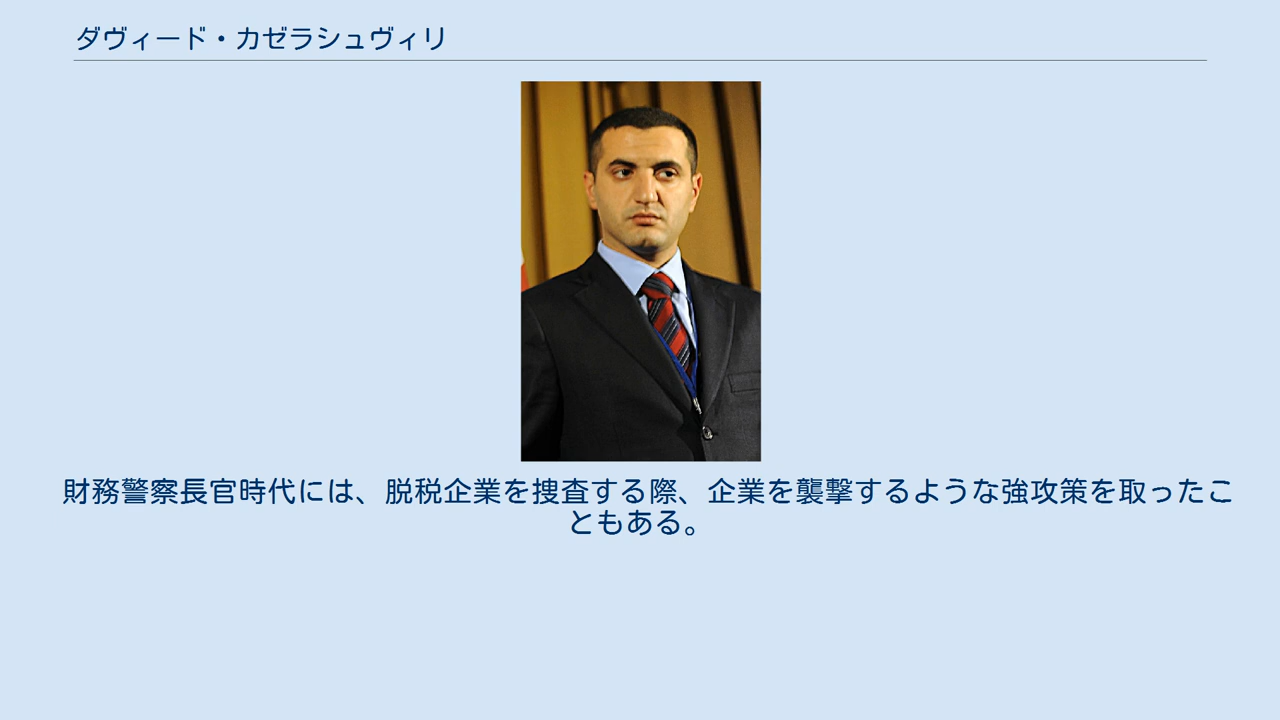 ダヴィード・カゼラシュヴィリ
財務警察長官時代には、脱税企業を捜査する際、企業を襲撃するような強攻策を取ったこ
ともある。